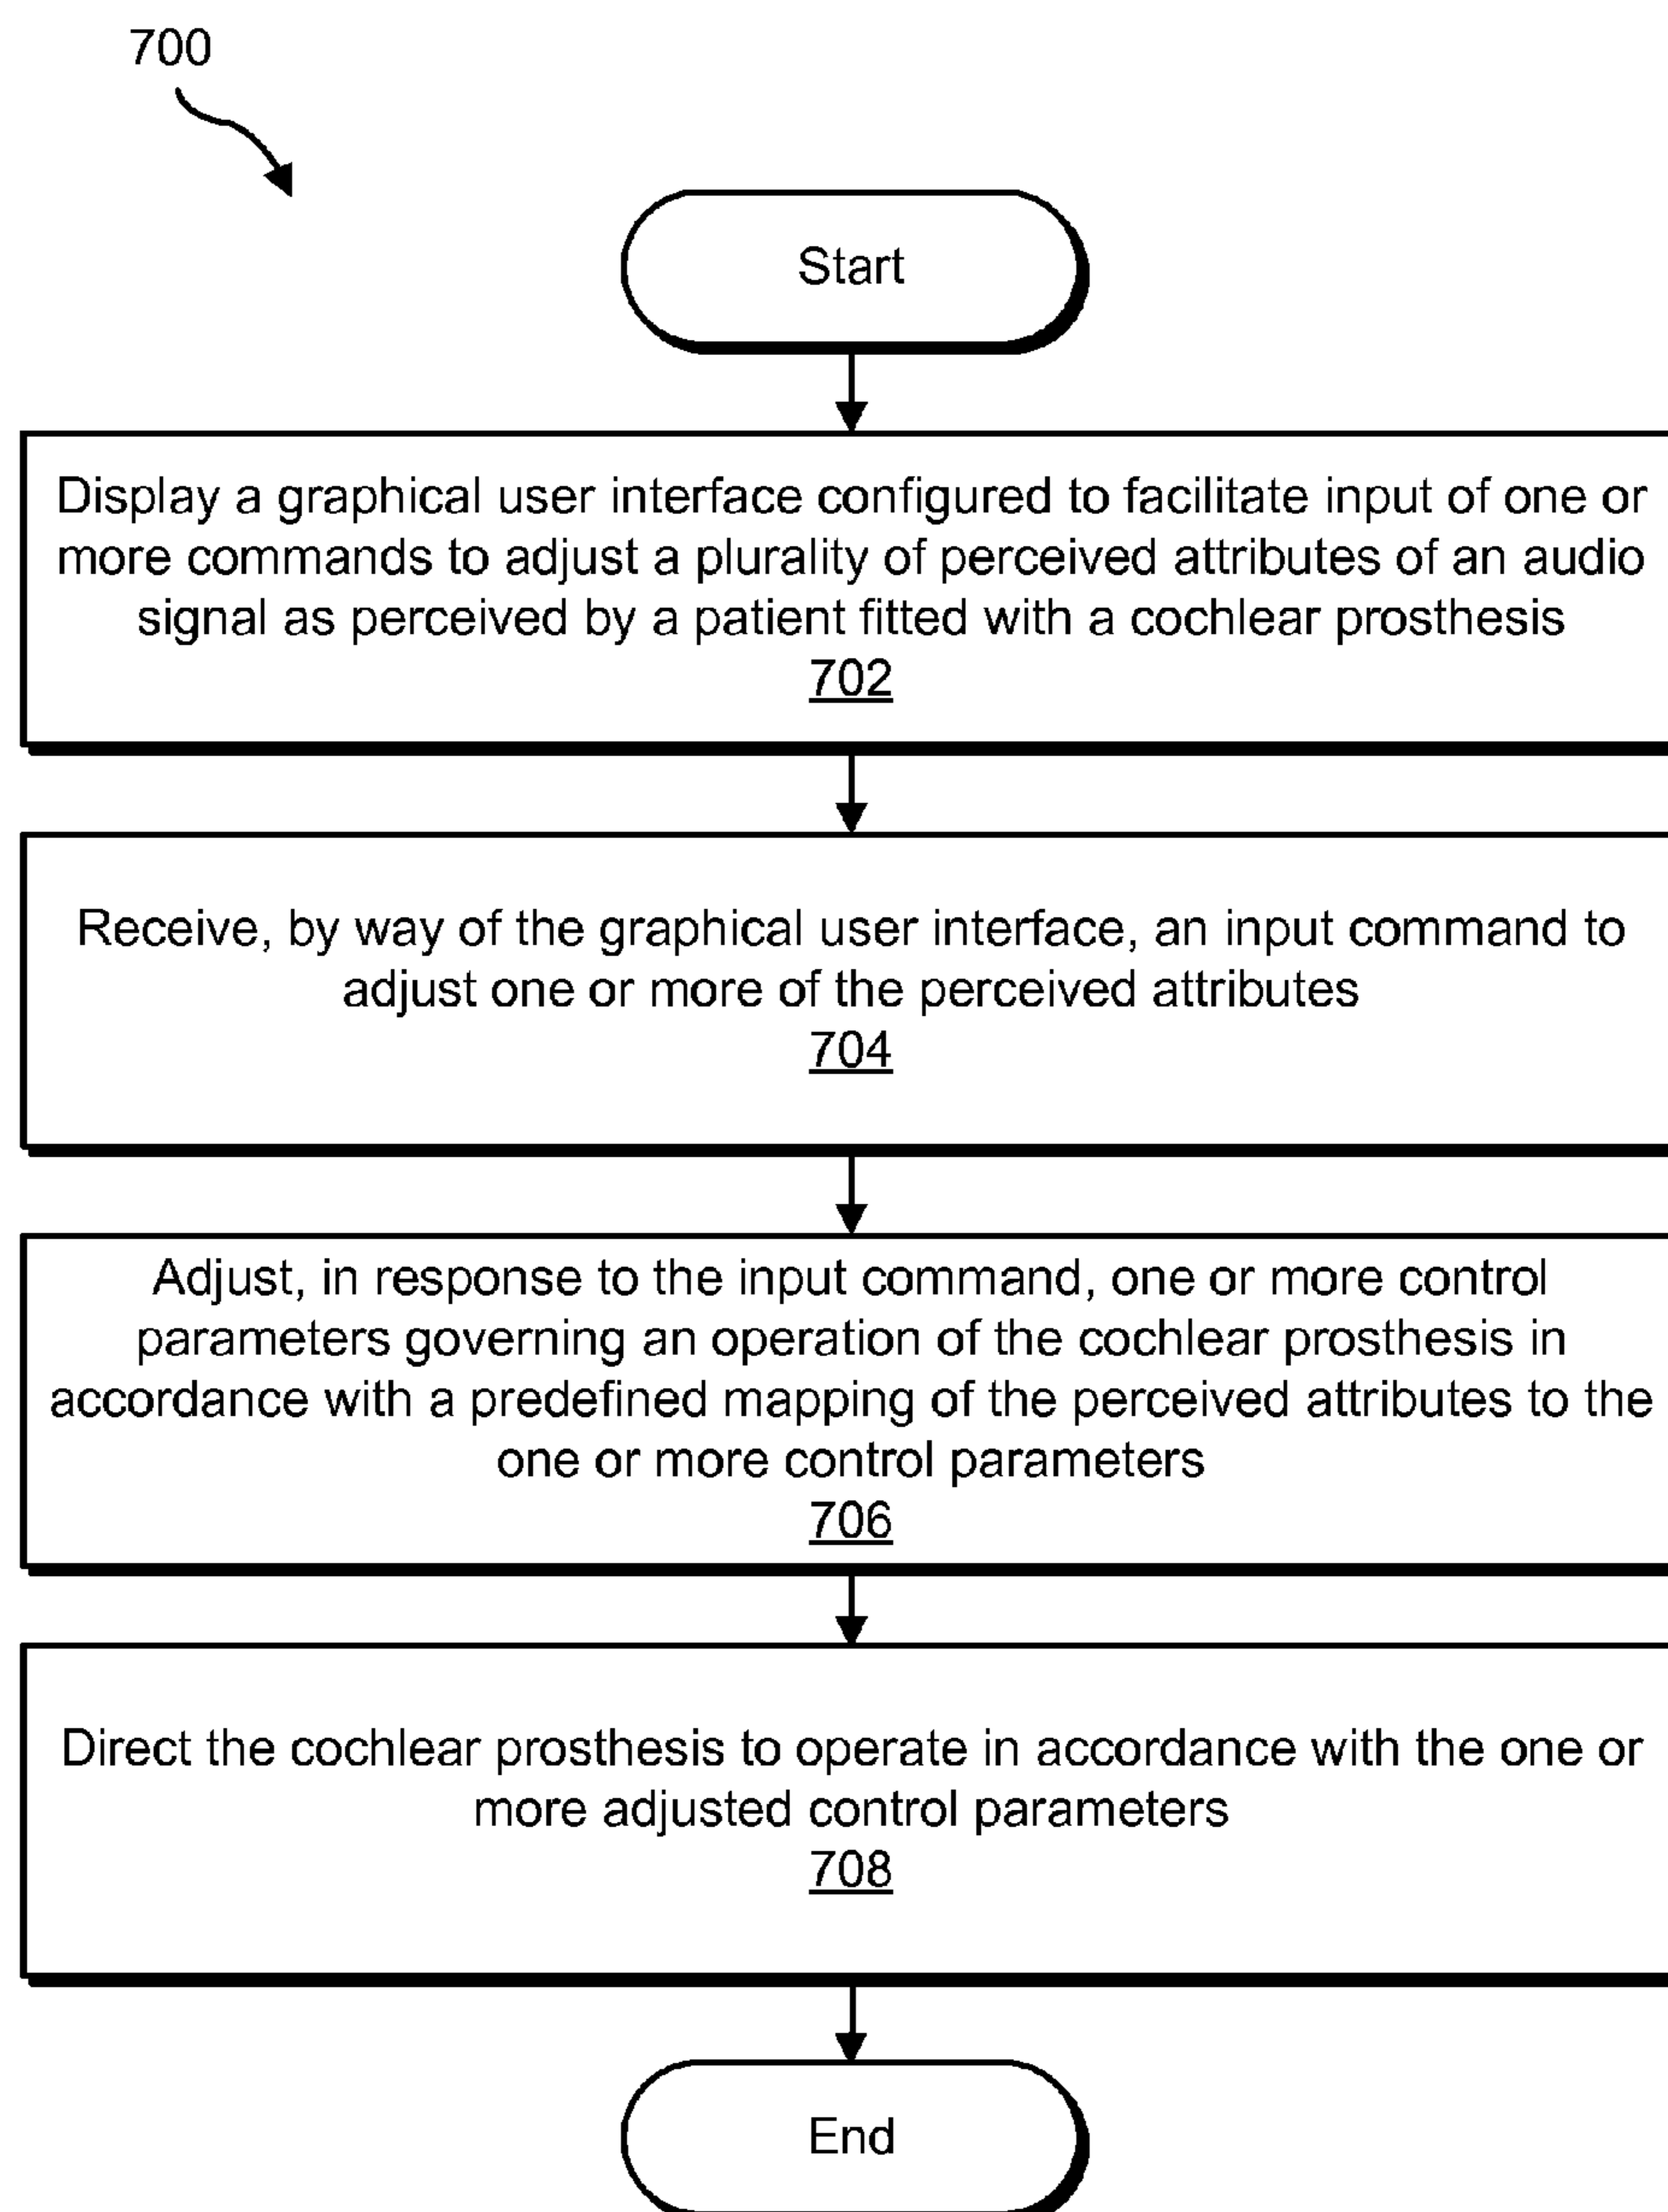 700
Start
Display a graphical user interface configured to facilitate input of one or
more commands to adjust a plurality of perceived attributes of an audio
signal as perceived by a patient fitted with a cochlear prosthesis
702
Receive, by way of the graphical user interface, an input command to
adjust one or more of the perceived attributes
704
Adjust, in response to the input command, one or more control
parameters governing an operation of the cochlear prosthesis in
accordance with a predefined mapping of the perceived attributes to the
one or more control parameters
706
Direct the cochlear prosthesis to operate in accordance with the one or
more adjusted control parameters
708
End